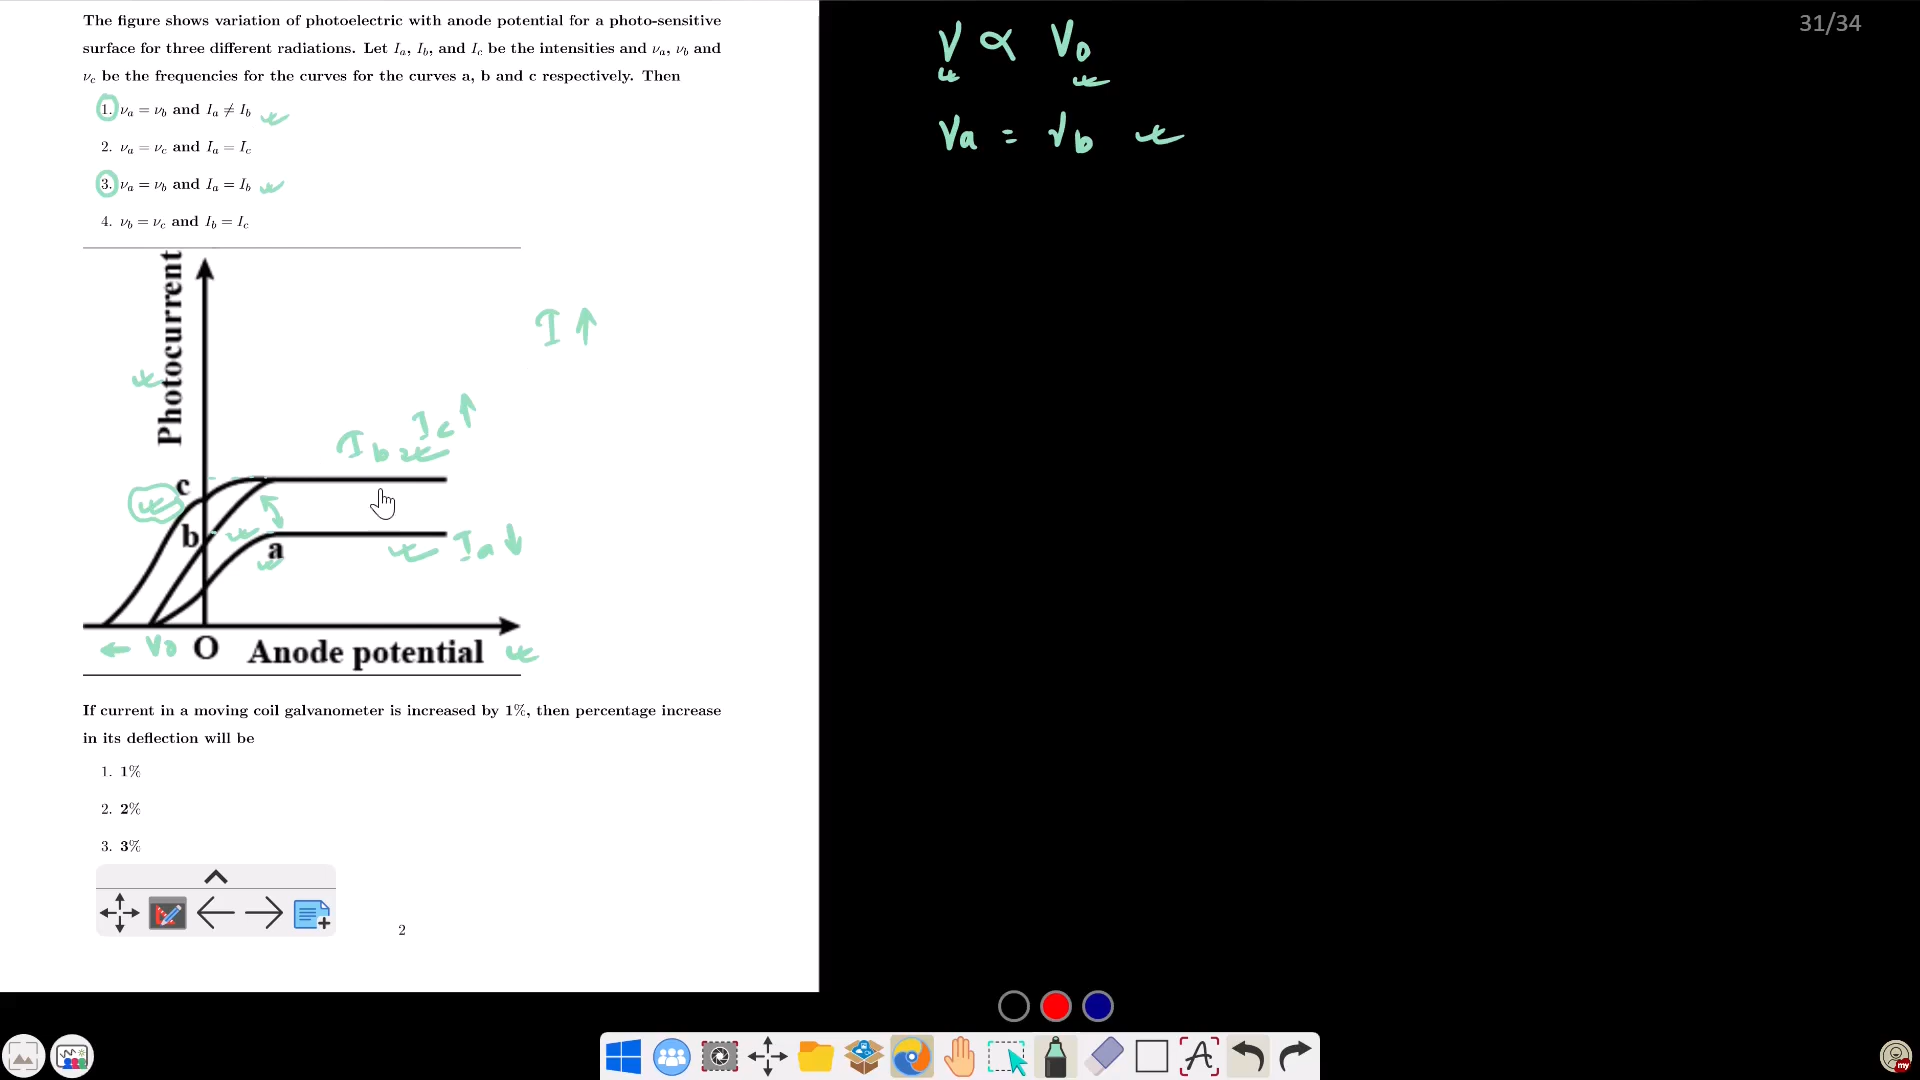 The figure shows variation of photoelectric with anode potential for a photo-sensitive
surface for three different radiations. Let Iₐ, I_b, and I_c be the intensities and νₐ, ν_b and
ν_c be the frequencies for the curves for the curves a, b and c respectively. Then
1. νₐ = ν_b and Iₐ ≠ I_b
2. νₐ = ν_c and Iₐ = I_c
3. νₐ = ν_b and Iₐ = I_b
4. ν_b = ν_c and I_b = I_c
Photocurrent
I ↑
I_b I_c ↑
c
b
a
Iₐ ↓
← V₀ O Anode potential
If current in a moving coil galvanometer is increased by 1%, then percentage increase
in its deflection will be
1. 1%
2. 2%
3. 3%
2
31/34
ν ∝ V₀
νₐ = ν_b
my